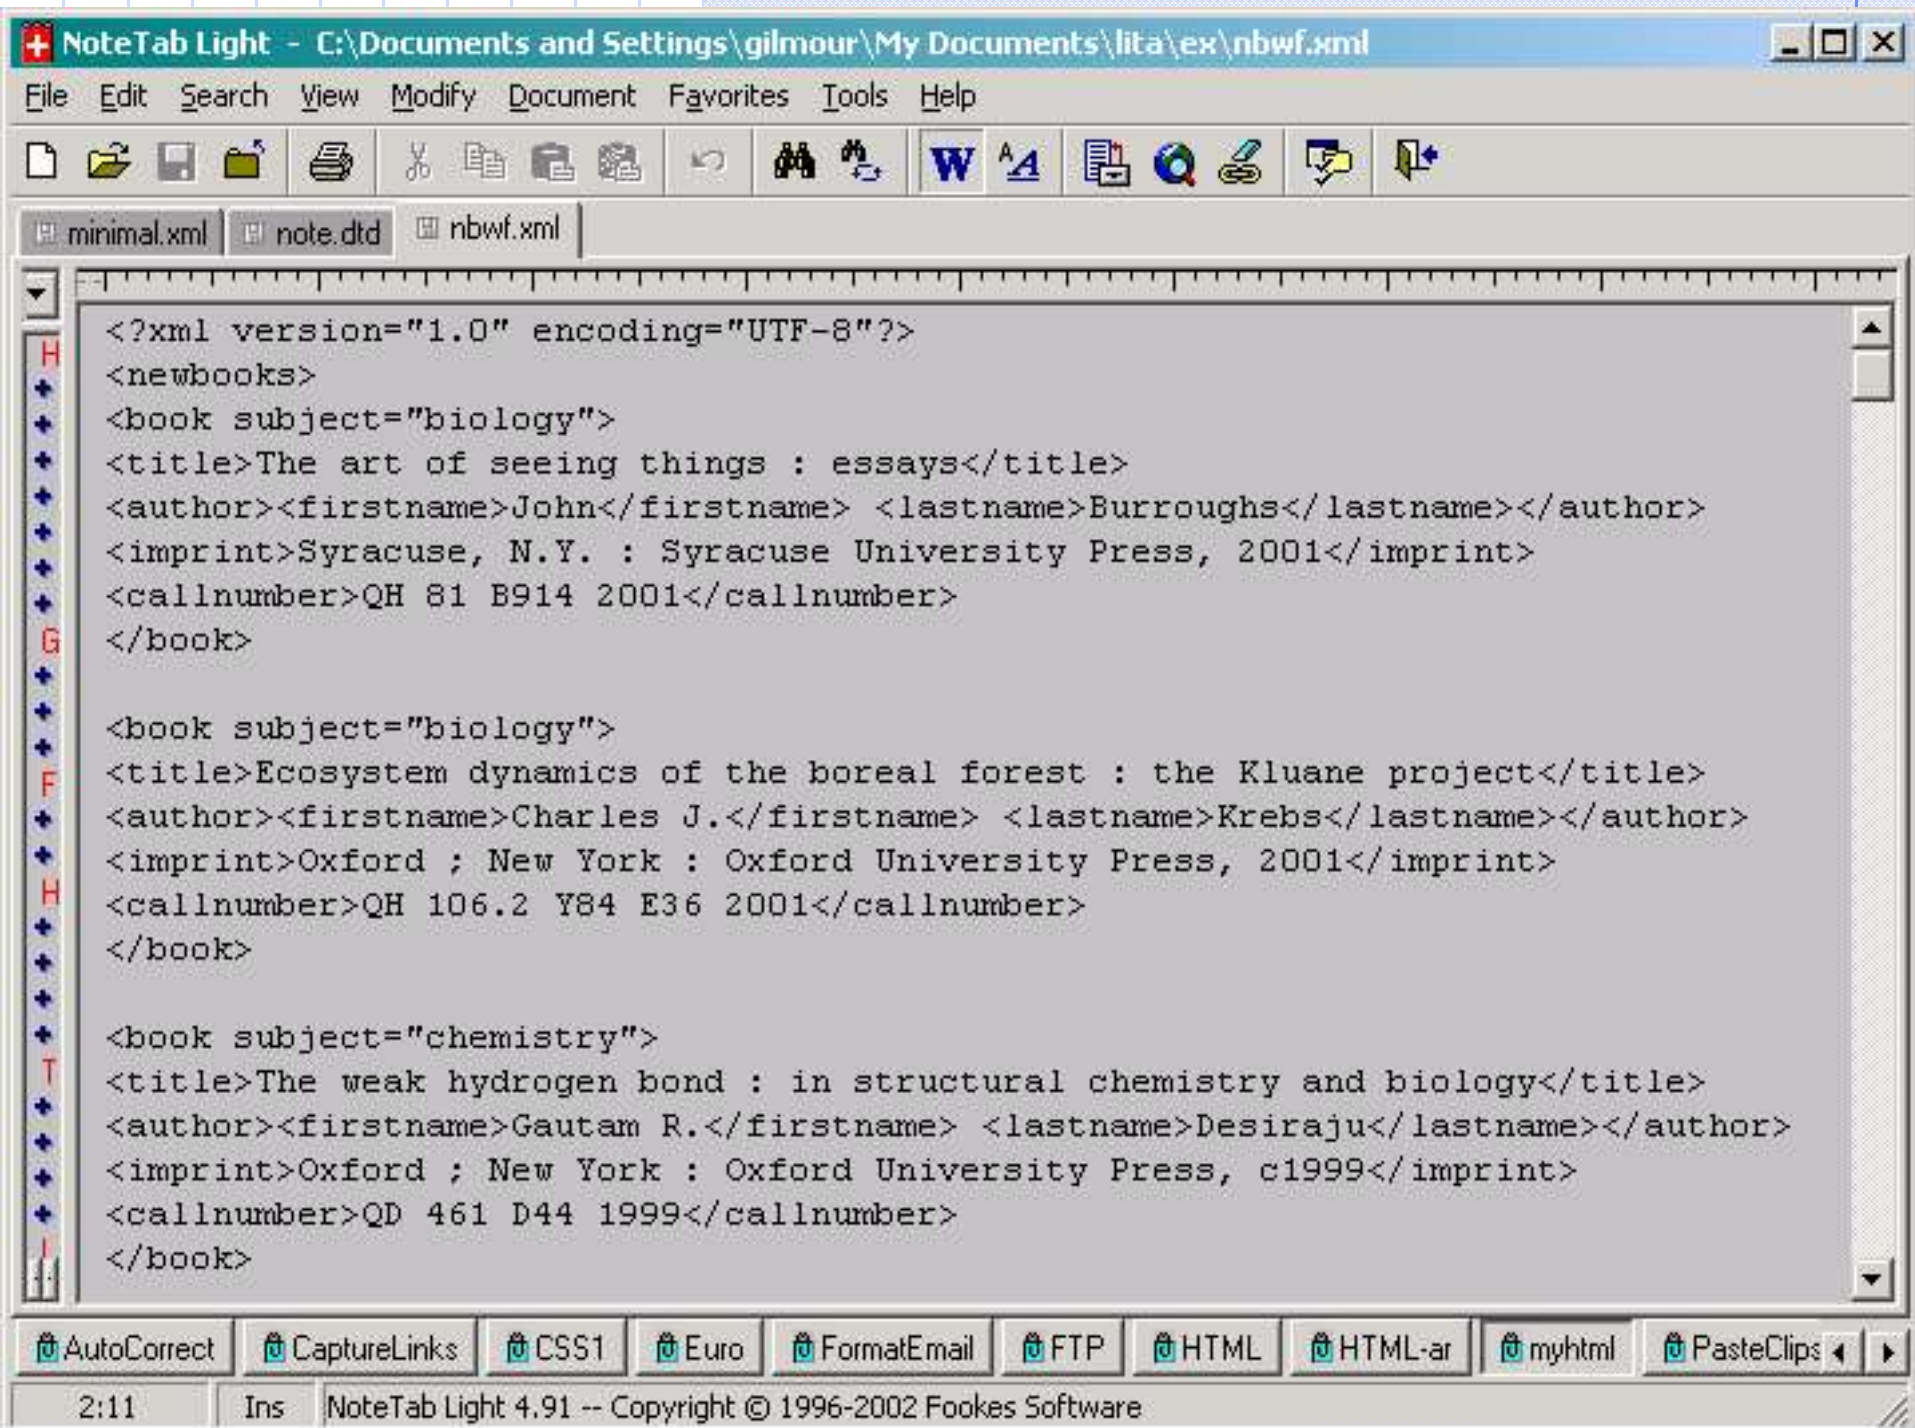 NoteTab Light - C:\Documents and Settings\gilmour\My Documents\lita\ex\nbwf.xml
File Edit Search View Modify Document Favorites Tools Help
minimal.xml note.dtd nbwf.xml
<?xml version="1.0" encoding="UTF-8"?>
<newbooks>
<book subject="biology">
<title>The art of seeing things : essays</title>
<author><firstname>John</firstname> <lastname>Burroughs</lastname></author>
<imprint>Syracuse, N.Y. : Syracuse University Press, 2001</imprint>
<callnumber>QH 81 B914 2001</callnumber>
</book>
<book subject="biology">
<title>Ecosystem dynamics of the boreal forest : the Kluane project</title>
<author><firstname>Charles J.</firstname> <lastname>Krebs</lastname></author>
<imprint>Oxford ; New York : Oxford University Press, 2001</imprint>
<callnumber>QH 106.2 Y84 E36 2001</callnumber>
</book>
<book subject="chemistry">
<title>The weak hydrogen bond : in structural chemistry and biology</title>
<author><firstname>Gautam R.</firstname> <lastname>Desiraju</lastname></author>
<imprint>Oxford ; New York : Oxford University Press, c1999</imprint>
<callnumber>QD 461 D44 1999</callnumber>
</book>
H
G
F
H
T
AutoCorrect CaptureLinks CSS1 Euro FormatEmail FTP HTML HTML-ar myhtml PasteClips
2:11 Ins NoteTab Light 4.91 -- Copyright © 1996-2002 Fookes Software